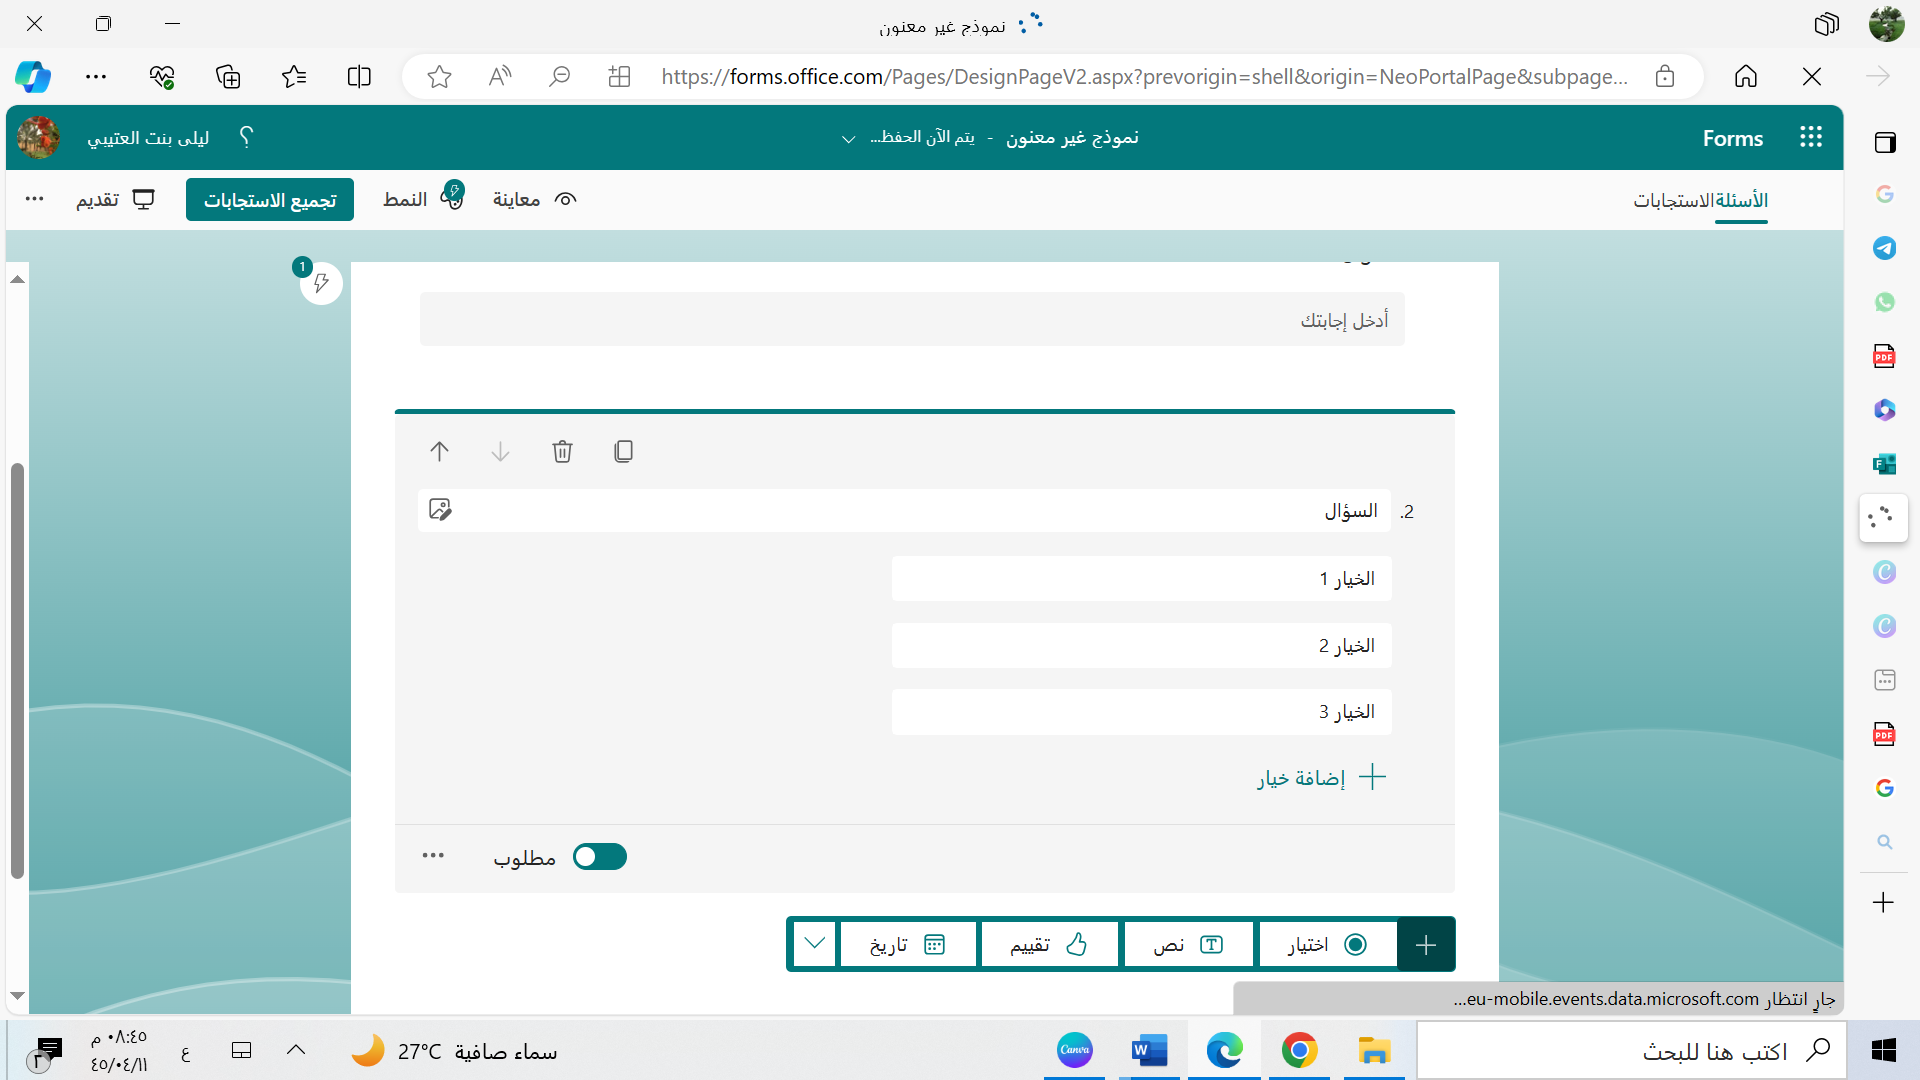 نموذج غير معنون
https://forms.office.com/Pages/DesignPageV2.aspx?prevorigin=shell&origin=NeoPortalPage&subpage...
Forms
نموذج غير معنون - يتم الآن الحفظ...
؟
ليلى بنت العتيبي
الأسئلة
الاستجابات
معاينة
النمط
تجميع الاستجابات
تقديم
1
أدخل إجابتك
2.
السؤال
الخيار 1
الخيار 2
الخيار 3
إضافة خيار
مطلوب
اختيار
نص
تقييم
تاريخ
جارٍ انتظار eu-mobile.events.data.microsoft.com...
اكتب هنا للبحث
Canva
27°C سماء صافية
ع
٠٨:٤٥ م
٤٥/٠٤/١١
٢